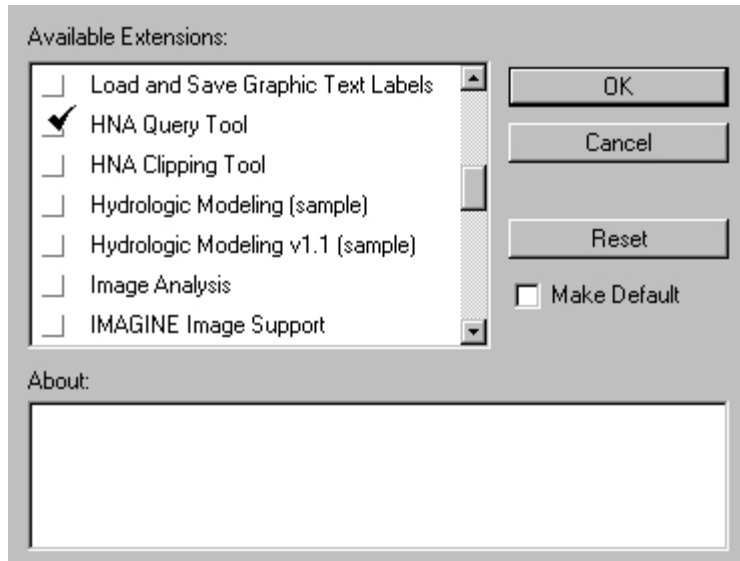 Available Extensions:
Load and Save Graphic Text Labels
HNA Query Tool
HNA Clipping Tool
Hydrologic Modeling (sample)
Hydrologic Modeling v1.1 (sample)
Image Analysis
IMAGINE Image Support
OK
Cancel
Reset
Make Default
About: